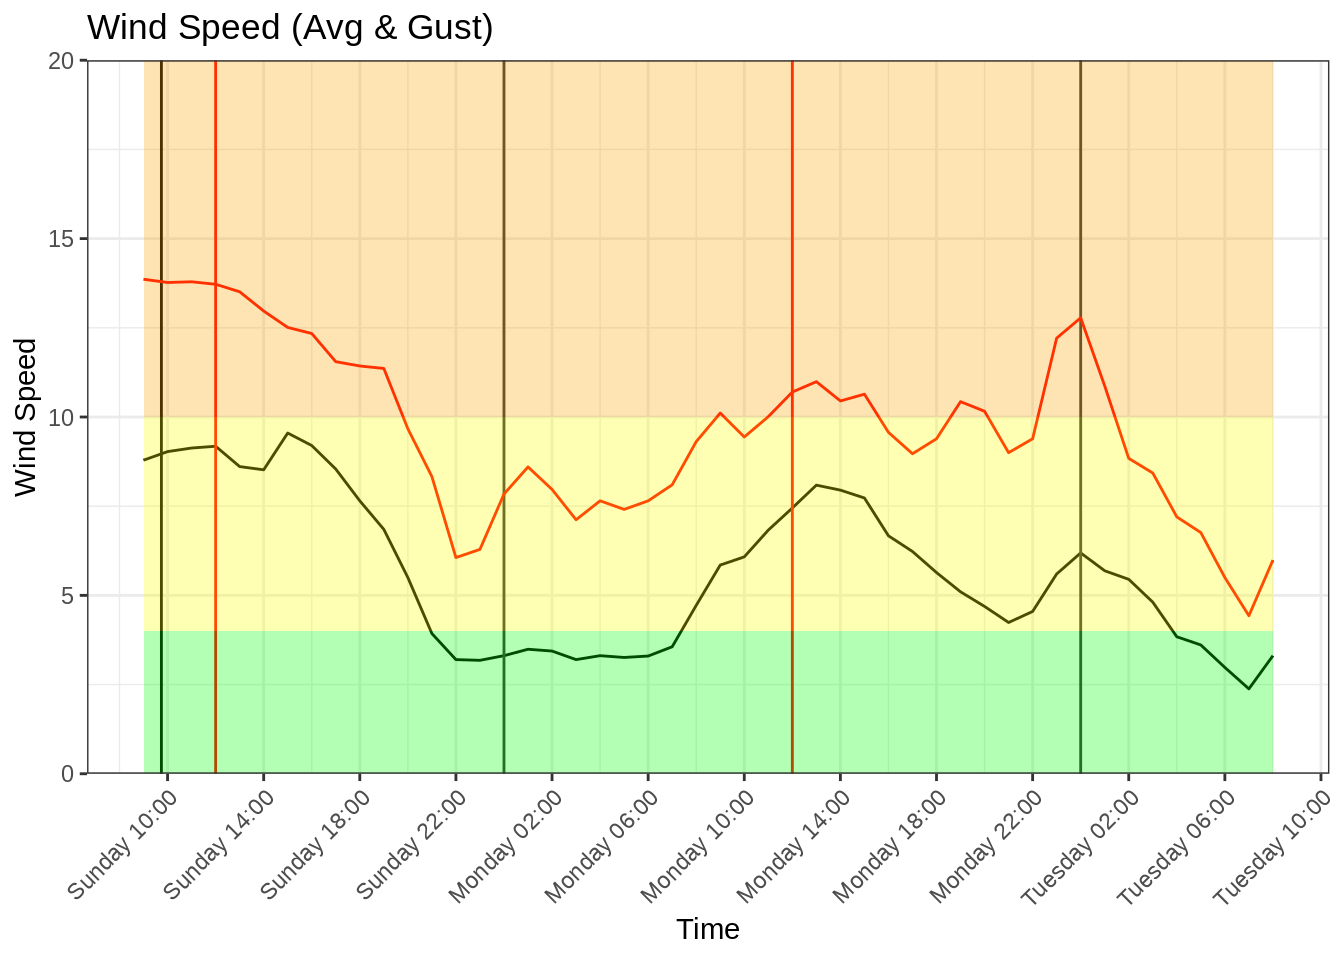 Wind Speed (Avg & Gust)
20
15
10
5
0
Wind Speed
Sunday 10:00
Sunday 14:00
Sunday 18:00
Sunday 22:00
Monday 02:00
Monday 06:00
Monday 10:00
Monday 14:00
Monday 18:00
Monday 22:00
Tuesday 02:00
Tuesday 06:00
Tuesday 10:00
Time